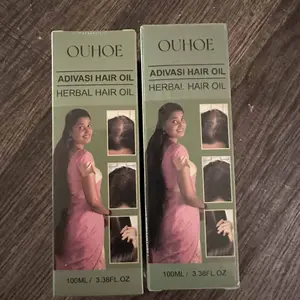 OUHOE
ADIVASI HAIR OIL
HERBAL HAIR OIL
100ML / 3.38FL.OZ
OUHOE
ADIVASI HAIR OIL
HERBAL HAIR OIL
100ML / 3.38FL.OZ